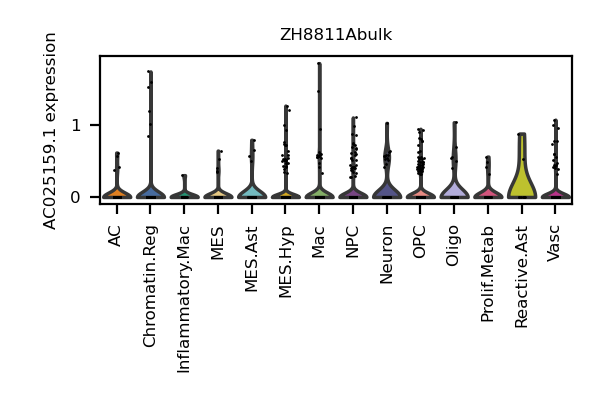 ZH8811Abulk
AC025159.1 expression
1
0
AC
Chromatin.Reg
Inflammatory.Mac
MES
MES.Ast
MES.Hyp
Mac
NPC
Neuron
OPC
Oligo
Prolif.Metab
Reactive.Ast
Vasc